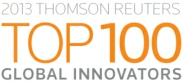 2013 THOMSON REUTERS
TOP 100
GLOBAL INNOVATORS